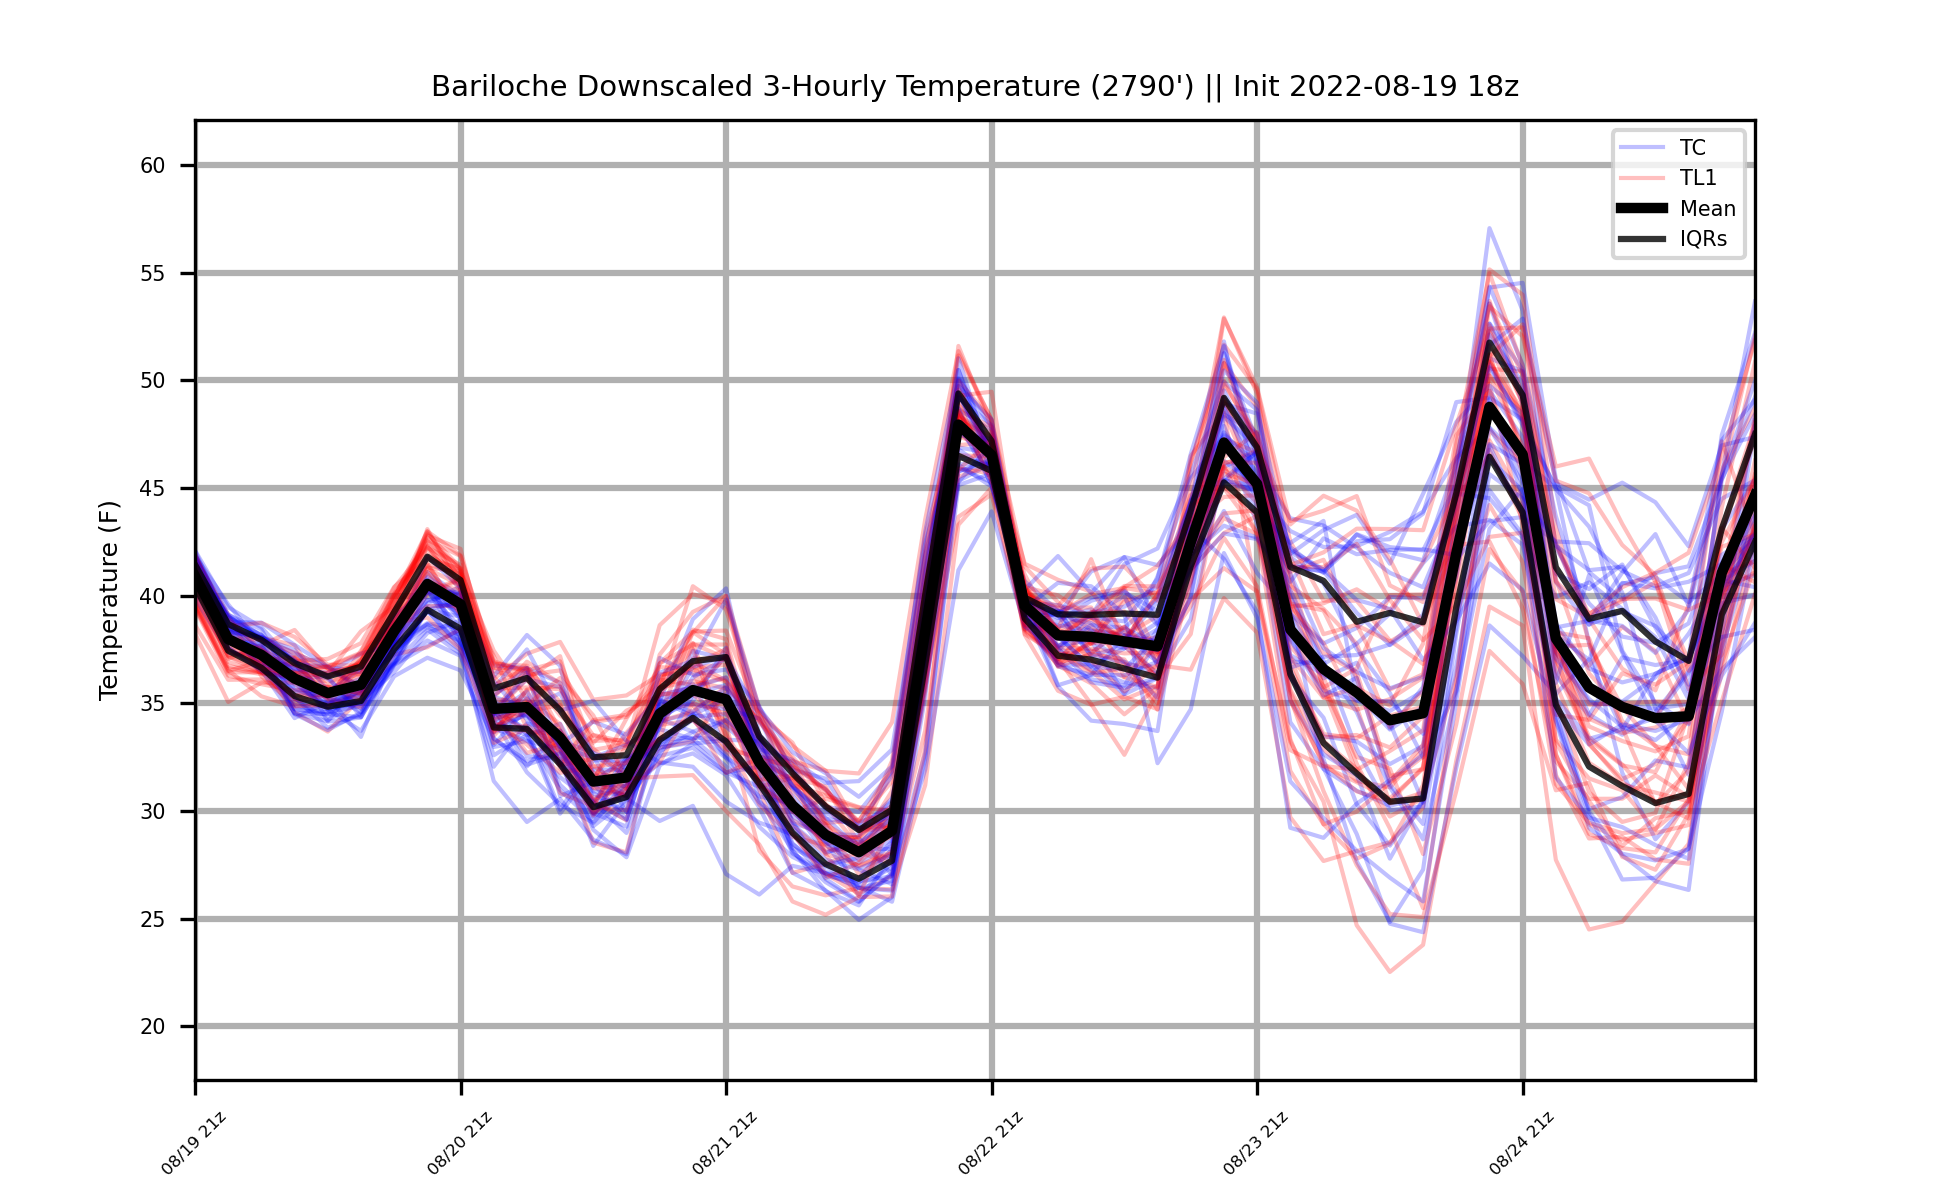 Bariloche Downscaled 3-Hourly Temperature (2790') || Init 2022-08-19 18z
TC
TL1
Mean
IQRs
Temperature (F)
60
55
50
45
40
35
30
25
20
08/19 21z
08/20 21z
08/21 21z
08/22 21z
08/23 21z
08/24 21z